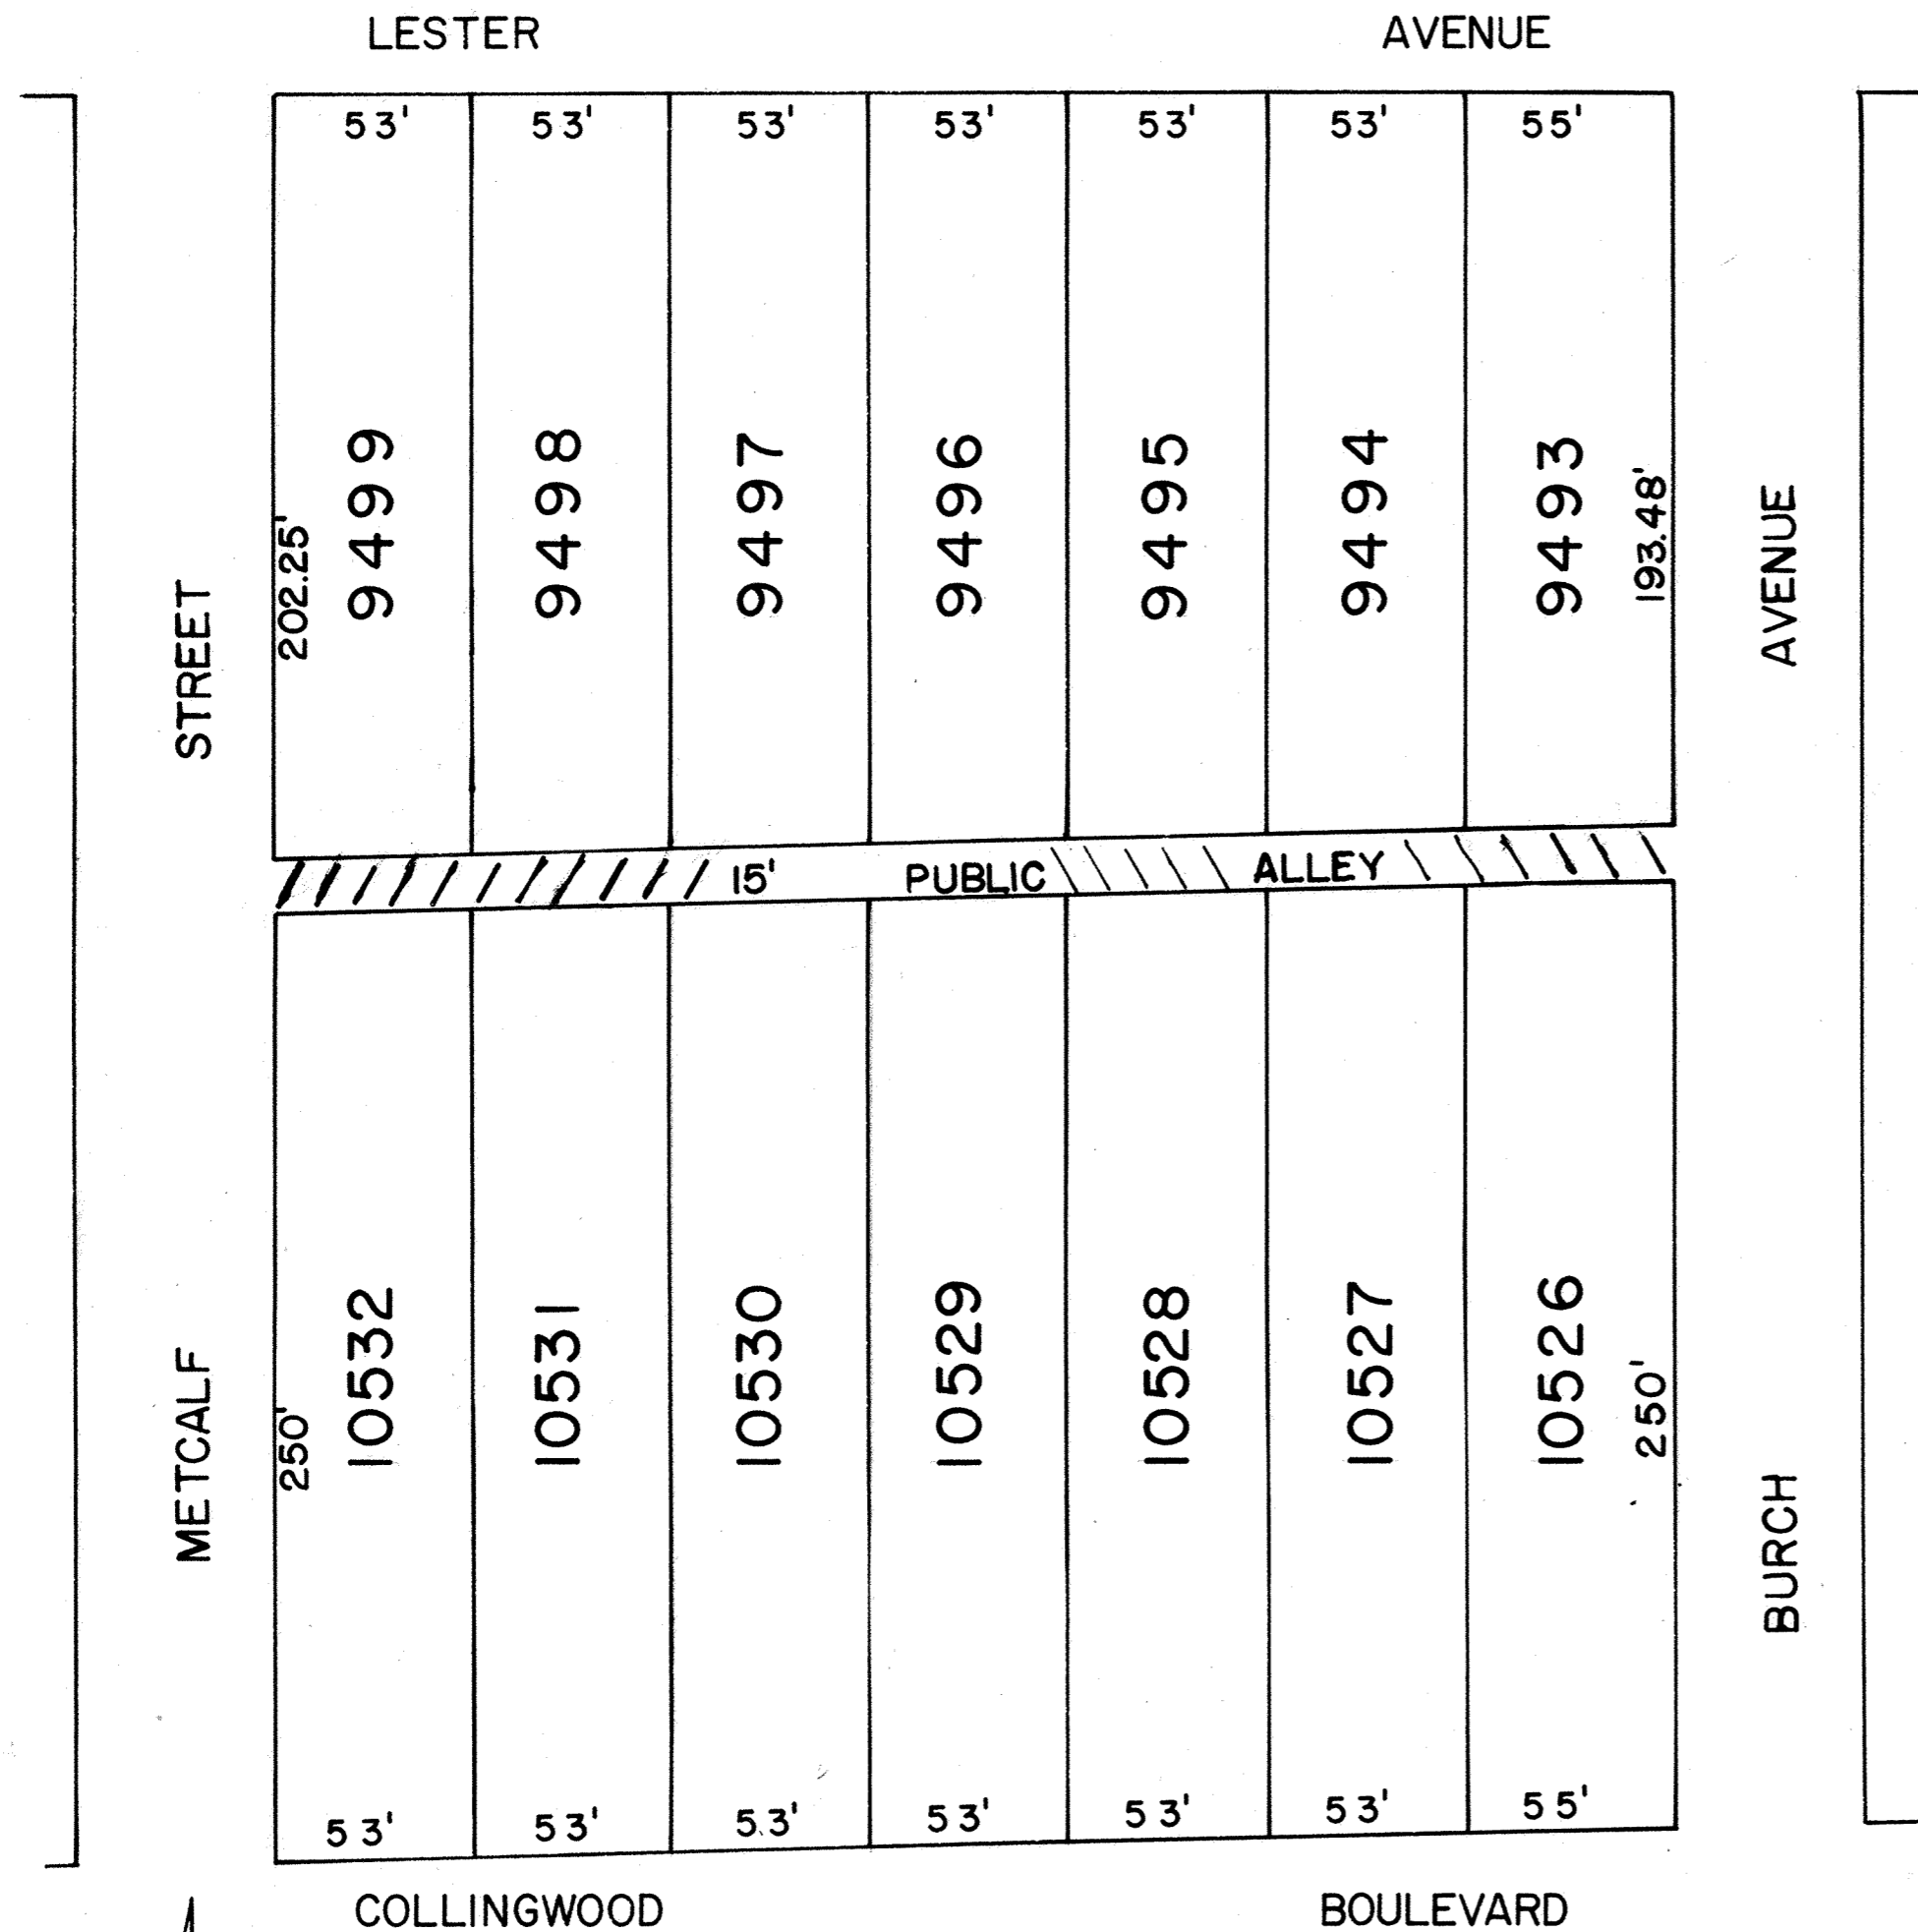 LESTER AVENUE
53' 53' 53' 53' 53' 53' 55'
STREET
202.25'
9499
9498
9497
9496
9495
9494
9493
193.48'
AVENUE
15' PUBLIC ALLEY
METCALF
250'
10532
10531
10530
10529
10528
10527
10526
250'
BURCH
53' 53' 53' 53' 53' 53' 55'
COLLINGWOOD BOULEVARD